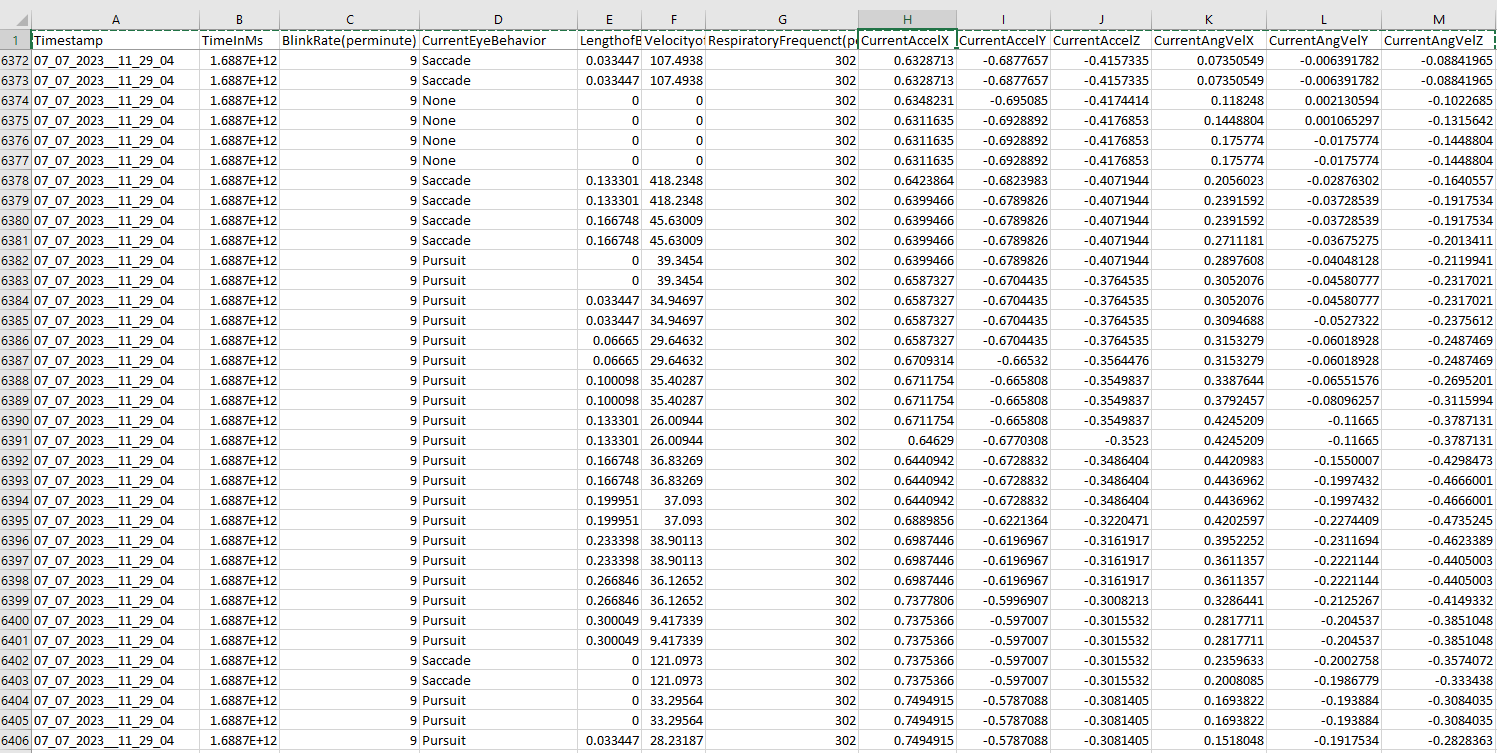 A B C D E F G H I J K L M
1 Timestamp TimeInMs BlinkRate(perminute) CurrentEyeBehavior LengthofB Velocityof RespiratoryFrequenct(pe CurrentAccelX CurrentAccelY CurrentAccelZ CurrentAngVelX CurrentAngVelY CurrentAngVelZ
6372 07_07_2023__11_29_04 1.6887E+12 9 Saccade 0.033447 107.4938 302 0.6328713 -0.6877657 -0.4157335 0.07350549 -0.006391782 -0.08841965
6373 07_07_2023__11_29_04 1.6887E+12 9 Saccade 0.033447 107.4938 302 0.6328713 -0.6877657 -0.4157335 0.07350549 -0.006391782 -0.08841965
6374 07_07_2023__11_29_04 1.6887E+12 9 None 0 0 302 0.6348231 -0.695085 -0.4174414 0.118248 0.002130594 -0.1022685
6375 07_07_2023__11_29_04 1.6887E+12 9 None 0 0 302 0.6311635 -0.6928892 -0.4176853 0.1448804 0.001065297 -0.1315642
6376 07_07_2023__11_29_04 1.6887E+12 9 None 0 0 302 0.6311635 -0.6928892 -0.4176853 0.175774 -0.0175774 -0.1448804
6377 07_07_2023__11_29_04 1.6887E+12 9 None 0 0 302 0.6311635 -0.6928892 -0.4176853 0.175774 -0.0175774 -0.1448804
6378 07_07_2023__11_29_04 1.6887E+12 9 Saccade 0.133301 418.2348 302 0.6423864 -0.6823983 -0.4071944 0.2056023 -0.02876302 -0.1640557
6379 07_07_2023__11_29_04 1.6887E+12 9 Saccade 0.133301 418.2348 302 0.6399466 -0.6789826 -0.4071944 0.2391592 -0.03728539 -0.1917534
6380 07_07_2023__11_29_04 1.6887E+12 9 Saccade 0.166748 45.63009 302 0.6399466 -0.6789826 -0.4071944 0.2391592 -0.03728539 -0.1917534
6381 07_07_2023__11_29_04 1.6887E+12 9 Saccade 0.166748 45.63009 302 0.6399466 -0.6789826 -0.4071944 0.2711181 -0.03675275 -0.2013411
6382 07_07_2023__11_29_04 1.6887E+12 9 Pursuit 0 39.3454 302 0.6399466 -0.6789826 -0.4071944 0.2897608 -0.04048128 -0.2119941
6383 07_07_2023__11_29_04 1.6887E+12 9 Pursuit 0 39.3454 302 0.6587327 -0.6704435 -0.3764535 0.3052076 -0.04580777 -0.2317021
6384 07_07_2023__11_29_04 1.6887E+12 9 Pursuit 0.033447 34.94697 302 0.6587327 -0.6704435 -0.3764535 0.3052076 -0.04580777 -0.2317021
6385 07_07_2023__11_29_04 1.6887E+12 9 Pursuit 0.033447 34.94697 302 0.6587327 -0.6704435 -0.3764535 0.3094688 -0.0527322 -0.2375612
6386 07_07_2023__11_29_04 1.6887E+12 9 Pursuit 0.06665 29.64632 302 0.6587327 -0.6704435 -0.3764535 0.3153279 -0.06018928 -0.2487469
6387 07_07_2023__11_29_04 1.6887E+12 9 Pursuit 0.06665 29.64632 302 0.6709314 -0.66532 -0.3564476 0.3153279 -0.06018928 -0.2487469
6388 07_07_2023__11_29_04 1.6887E+12 9 Pursuit 0.100098 35.40287 302 0.6711754 -0.665808 -0.3549837 0.3387644 -0.06551576 -0.2695201
6389 07_07_2023__11_29_04 1.6887E+12 9 Pursuit 0.100098 35.40287 302 0.6711754 -0.665808 -0.3549837 0.3792457 -0.08096257 -0.3115994
6390 07_07_2023__11_29_04 1.6887E+12 9 Pursuit 0.133301 26.00944 302 0.6711754 -0.665808 -0.3549837 0.4245209 -0.11665 -0.3787131
6391 07_07_2023__11_29_04 1.6887E+12 9 Pursuit 0.133301 26.00944 302 0.64629 -0.6770308 -0.3523 0.4245209 -0.11665 -0.3787131
6392 07_07_2023__11_29_04 1.6887E+12 9 Pursuit 0.166748 36.83269 302 0.6440942 -0.6728832 -0.3486404 0.4420983 -0.1550007 -0.4298473
6393 07_07_2023__11_29_04 1.6887E+12 9 Pursuit 0.166748 36.83269 302 0.6440942 -0.6728832 -0.3486404 0.4436962 -0.1997432 -0.4666001
6394 07_07_2023__11_29_04 1.6887E+12 9 Pursuit 0.199951 37.093 302 0.6440942 -0.6728832 -0.3486404 0.4436962 -0.1997432 -0.4666001
6395 07_07_2023__11_29_04 1.6887E+12 9 Pursuit 0.199951 37.093 302 0.6889856 -0.6221364 -0.3220471 0.4202597 -0.2274409 -0.4735245
6396 07_07_2023__11_29_04 1.6887E+12 9 Pursuit 0.233398 38.90113 302 0.6987446 -0.6196967 -0.3161917 0.3952252 -0.2311694 -0.4623389
6397 07_07_2023__11_29_04 1.6887E+12 9 Pursuit 0.233398 38.90113 302 0.6987446 -0.6196967 -0.3161917 0.3611357 -0.2221144 -0.4405003
6398 07_07_2023__11_29_04 1.6887E+12 9 Pursuit 0.266846 36.12652 302 0.6987446 -0.6196967 -0.3161917 0.3611357 -0.2221144 -0.4405003
6399 07_07_2023__11_29_04 1.6887E+12 9 Pursuit 0.266846 36.12652 302 0.7377806 -0.5996907 -0.3008213 0.3286441 -0.2125267 -0.4149332
6400 07_07_2023__11_29_04 1.6887E+12 9 Pursuit 0.300049 9.417339 302 0.7375366 -0.597007 -0.3015532 0.2817711 -0.204537 -0.3851048
6401 07_07_2023__11_29_04 1.6887E+12 9 Pursuit 0.300049 9.417339 302 0.7375366 -0.597007 -0.3015532 0.2817711 -0.204537 -0.3851048
6402 07_07_2023__11_29_04 1.6887E+12 9 Saccade 0 121.0973 302 0.7375366 -0.597007 -0.3015532 0.2359633 -0.2002758 -0.3574072
6403 07_07_2023__11_29_04 1.6887E+12 9 Saccade 0 121.0973 302 0.7375366 -0.597007 -0.3015532 0.2008085 -0.1986779 -0.333438
6404 07_07_2023__11_29_04 1.6887E+12 9 Pursuit 0 33.29564 302 0.7494915 -0.5787088 -0.3081405 0.1693822 -0.193884 -0.3084035
6405 07_07_2023__11_29_04 1.6887E+12 9 Pursuit 0 33.29564 302 0.7494915 -0.5787088 -0.3081405 0.1693822 -0.193884 -0.3084035
6406 07_07_2023__11_29_04 1.6887E+12 9 Pursuit 0.033447 28.23187 302 0.7494915 -0.5787088 -0.3081405 0.1518048 -0.1917534 -0.2828363